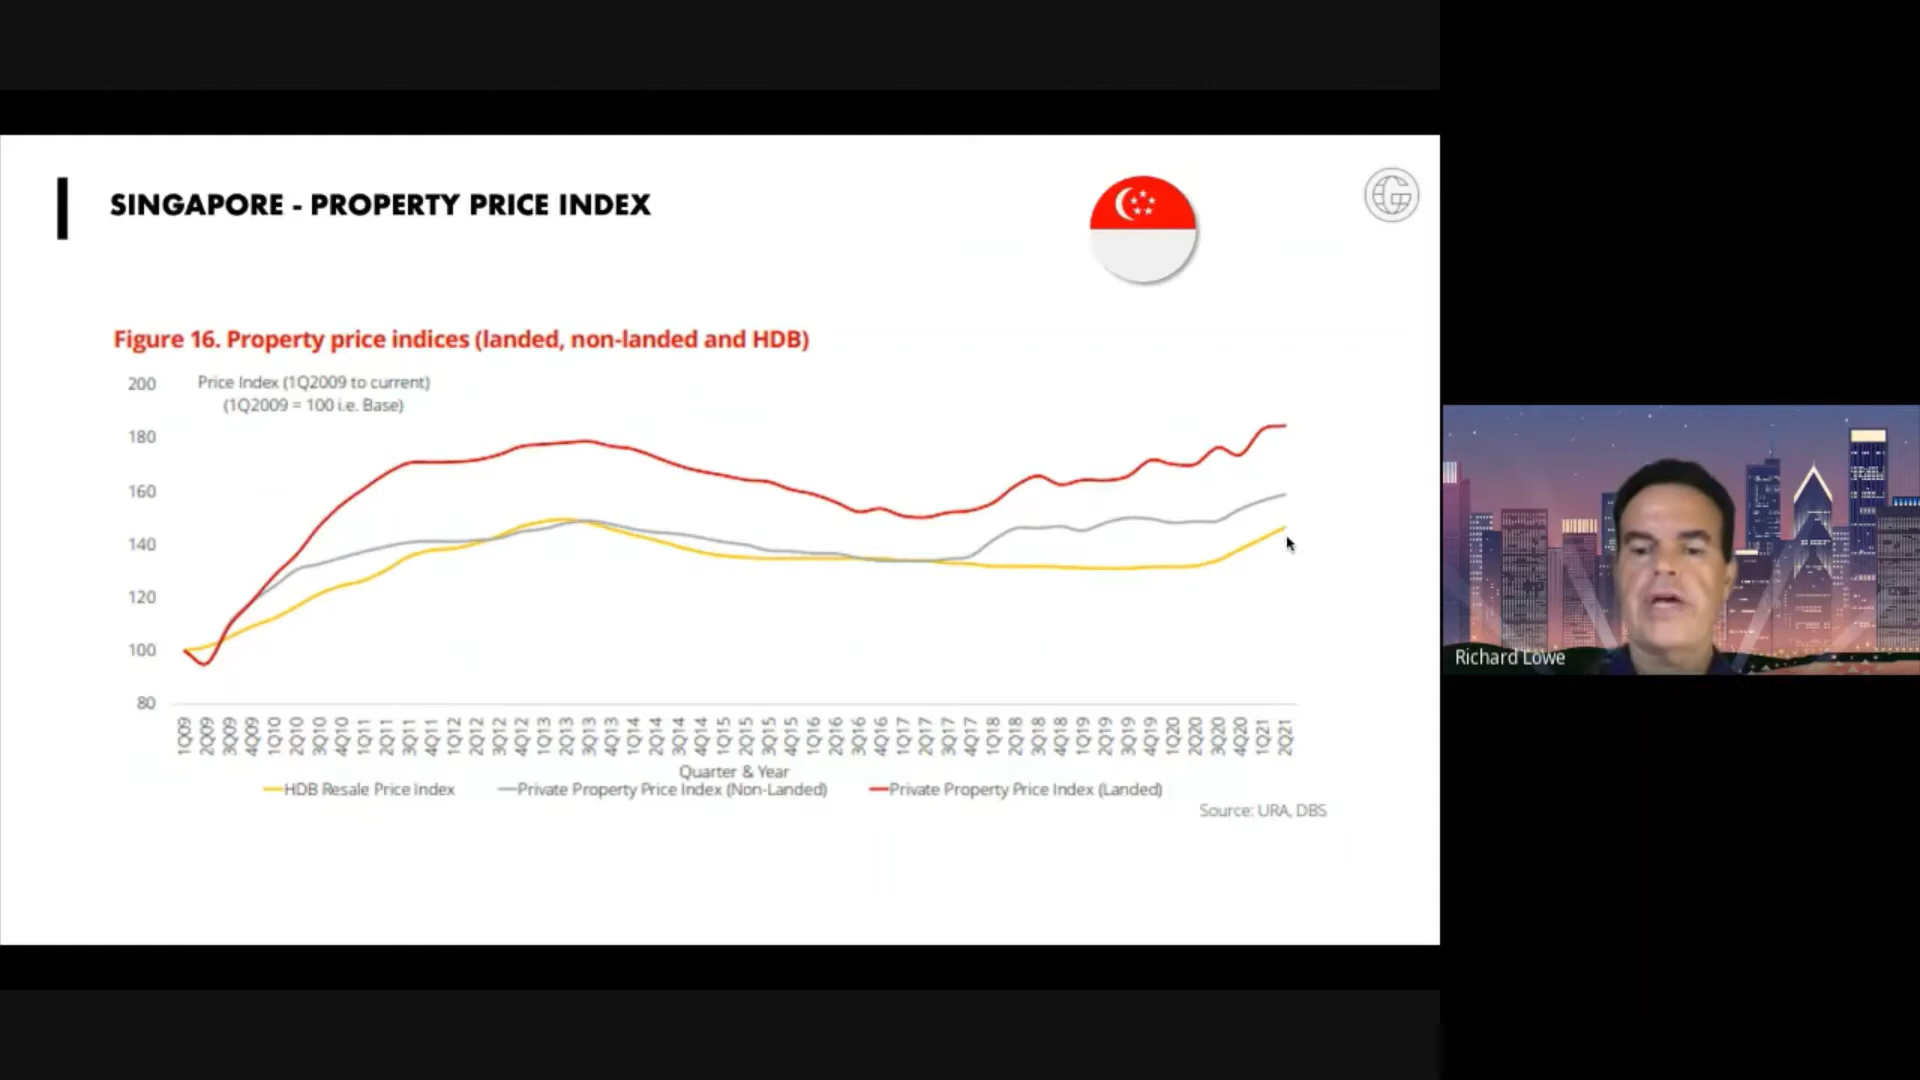 SINGAPORE - PROPERTY PRICE INDEX
Figure 16. Property price indices (landed, non-landed and HDB)
Price Index (1Q2009 to current)
(1Q2009 = 100 i.e. Base)
200
180
160
140
120
100
80
1Q09 2Q09 3Q09 4Q09 1Q10 2Q10 3Q10 4Q10 1Q11 2Q11 3Q11 4Q11 1Q12 2Q12 3Q12 4Q12 1Q13 2Q13 3Q13 4Q13 1Q14 2Q14 3Q14 4Q14 1Q15 2Q15 3Q15 4Q15 1Q16 2Q16 3Q16 4Q16 1Q17 2Q17 3Q17 4Q17 1Q18 2Q18 3Q18 4Q18 1Q19 2Q19 3Q19 4Q19 1Q20 2Q20 3Q20 4Q20 1Q21 2Q21
Quarter & Year
HDB Resale Price Index Private Property Price Index (Non-Landed) Private Property Price Index (Landed)
Source: URA, DBS
Richard Lowe